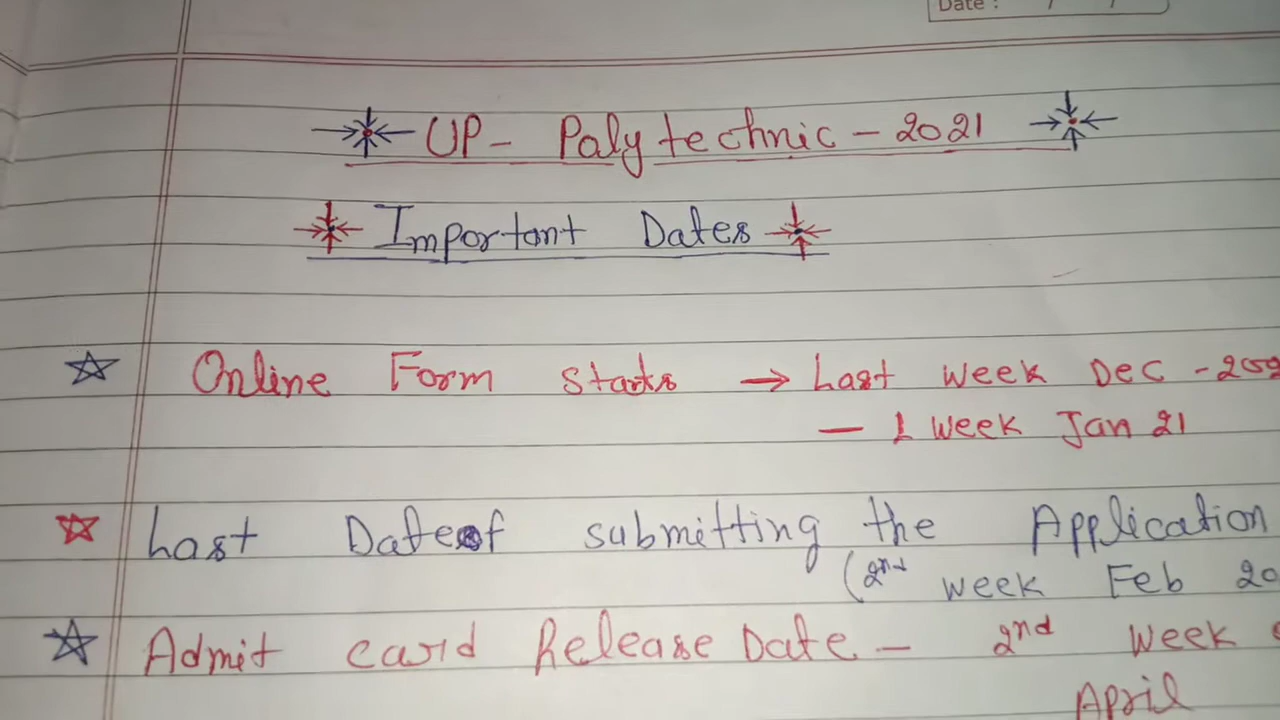 Date : / /
UP - Polytechnic - 2021
Important Dates
Online Form starts → Last week Dec -
— 1 week Jan 21
Last Date of submitting the Application
(2nd week Feb 20
Admit card Release Date - 2nd week
April